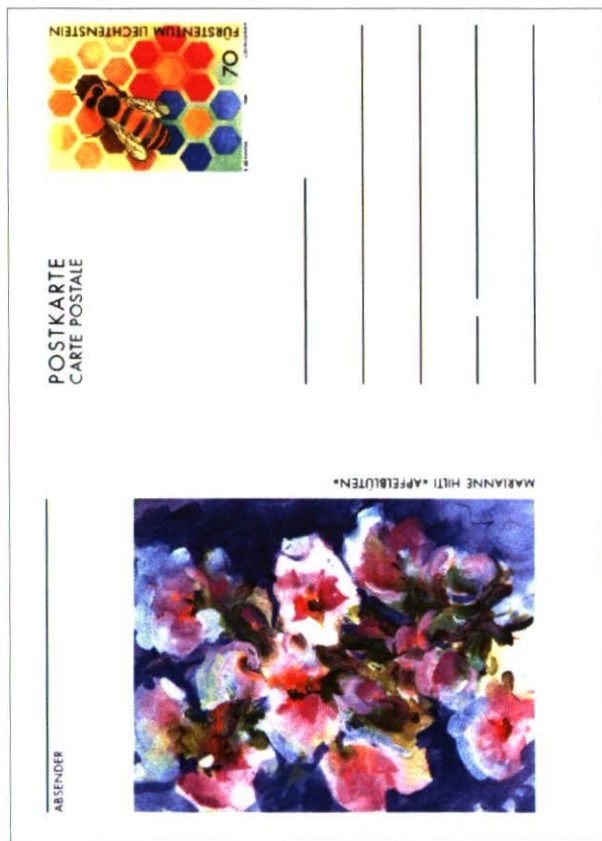 POSTKARTE
CARTE POSTALE
FÜRSTENTUM LIECHTENSTEIN
70
ABSENDER
MARIANNE HILTI «APFELBLÜTEN»